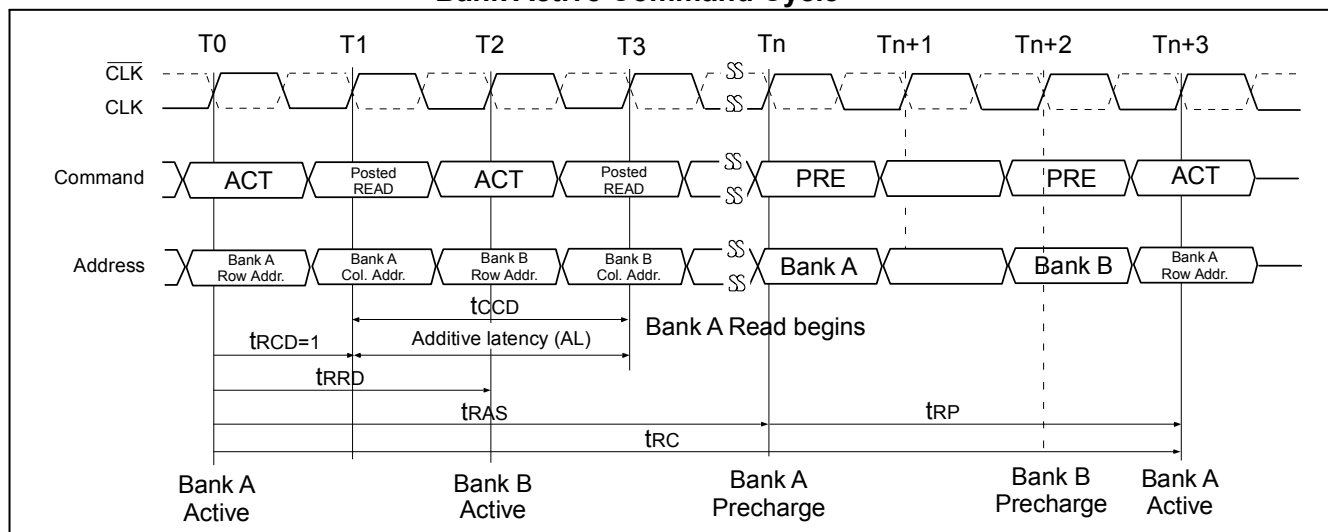 Bank Active Command Cycle
T0 T1 T2 T3 Tn Tn+1 Tn+2 Tn+3
CLK
CLK
Command ACT Posted READ ACT Posted READ PRE PRE ACT
Address Bank A Row Addr. Bank A Col. Addr. Bank B Row Addr. Bank B Col. Addr. Bank A Bank B Bank A Row Addr.
tCCD
Bank A Read begins
tRCD=1 Additive latency (AL)
tRRD
tRAS tRP
tRC
Bank A Active Bank B Active Bank A Precharge Bank B Precharge Bank A Active